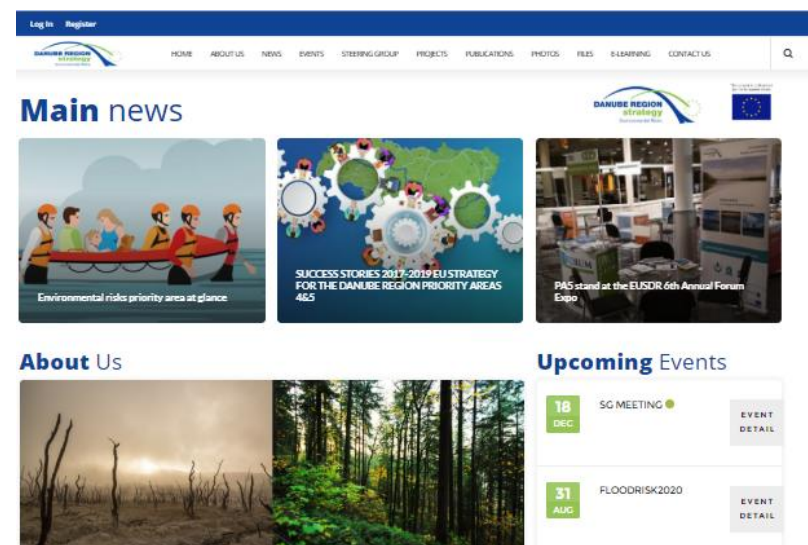 Log In Register
DANUBE REGION
strategy
HOME ABOUT US NEWS EVENTS STEERING GROUP PROJECTS PUBLICATIONS PHOTOS FILES E-LEARNING CONTACT US
Main news
DANUBE REGION
strategy
Environmental risks priority area at glance
SUCCESS STORIES 2017-2019 EU STRATEGY
FOR THE DANUBE REGION PRIORITY AREAS
4&5
PA5 stand at the EUSDR 6th Annual Forum
Expo
About Us
Upcoming Events
18
DEC
SG MEETING
EVENT
DETAIL
31
AUG
FLOODRISK2020
EVENT
DETAIL